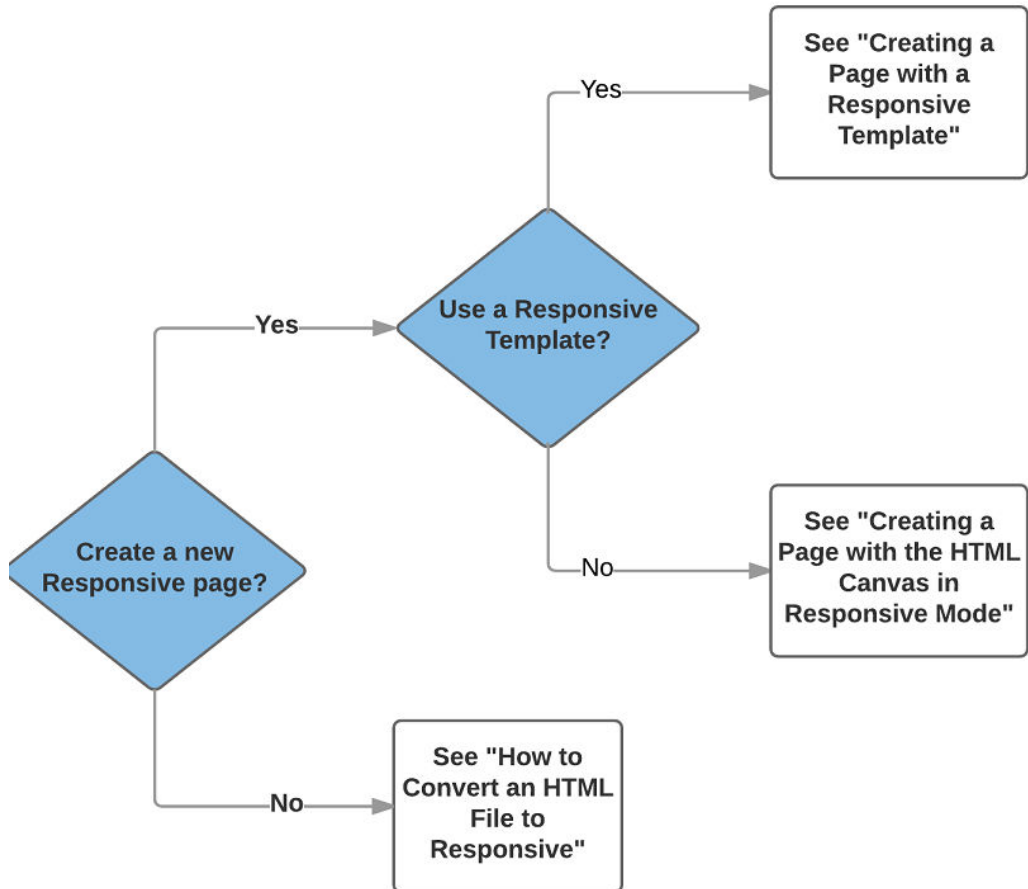 See "Creating a
Page with a
Responsive
Template"
Yes
Use a Responsive
Template?
Yes
No
See "Creating a
Page with the HTML
Canvas in
Responsive Mode"
Create a new
Responsive page?
No
See "How to
Convert an HTML
File to
Responsive"